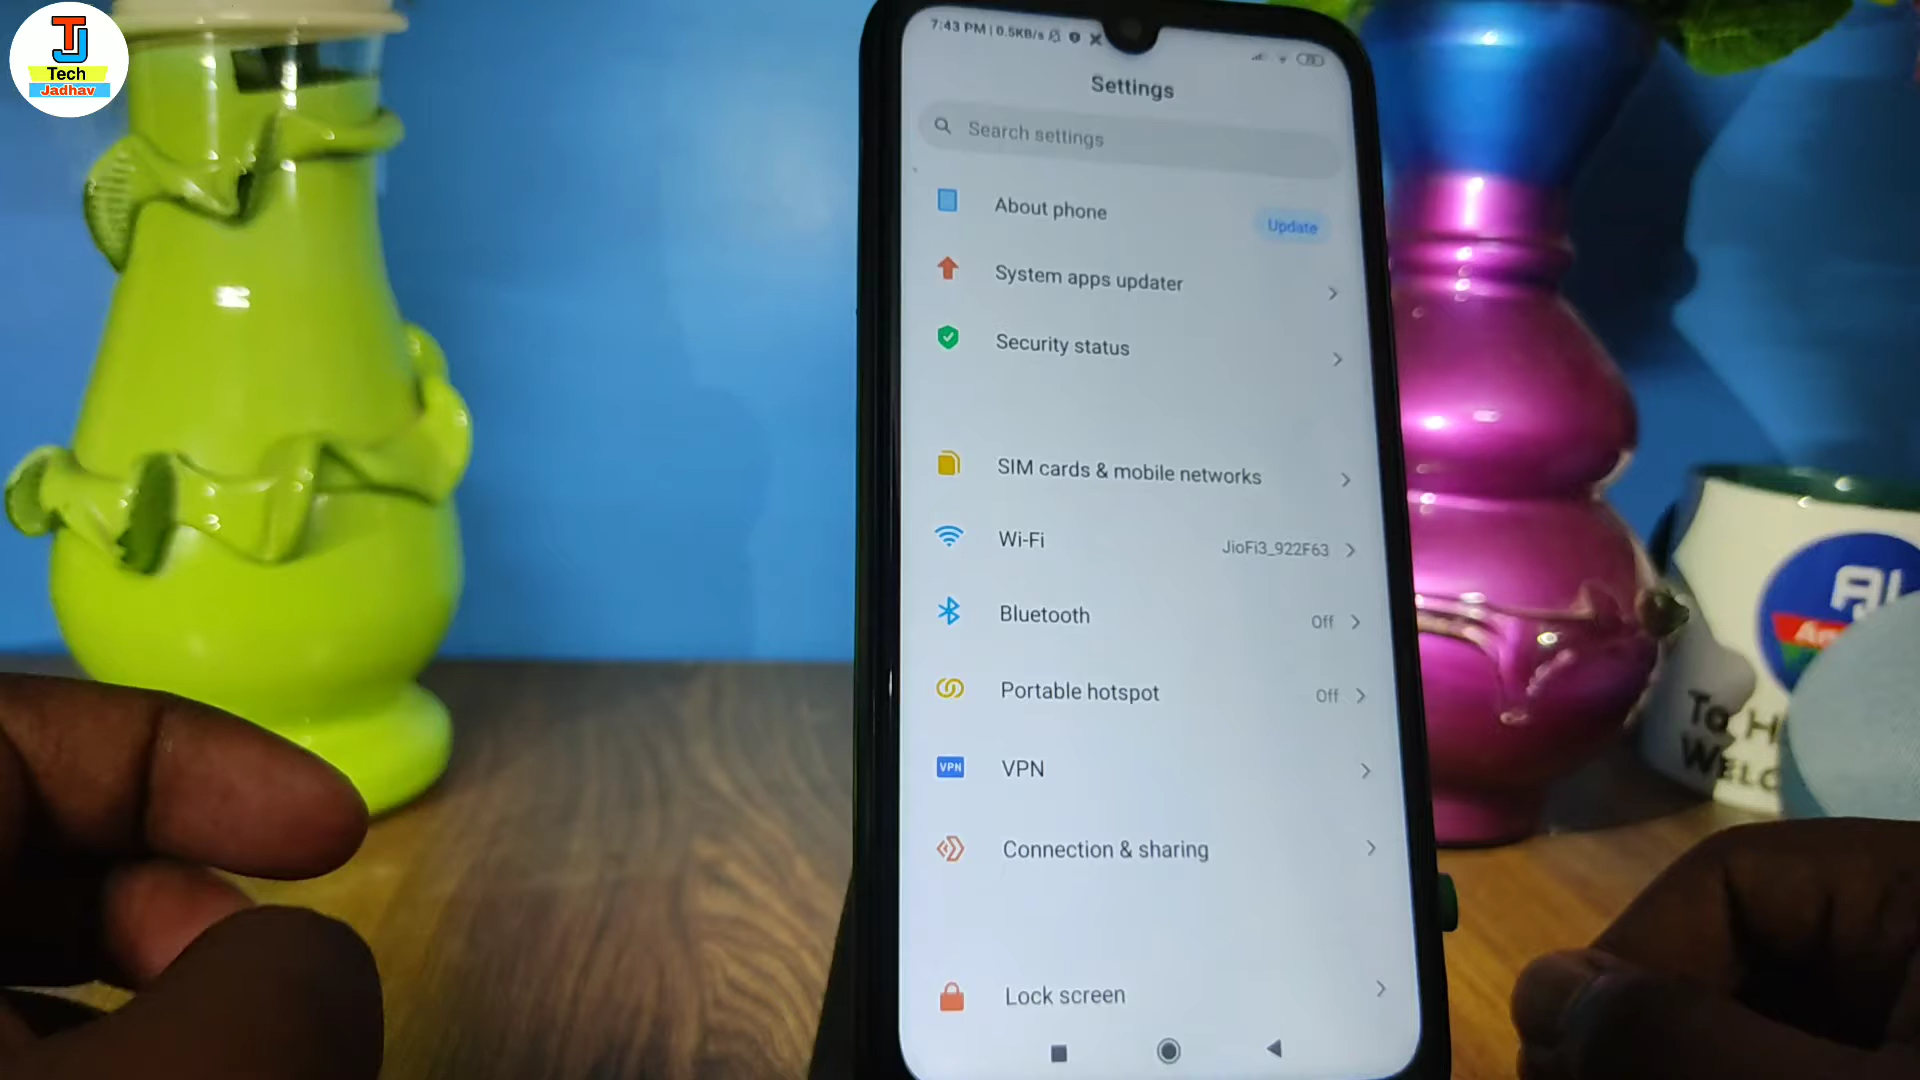 TJ
Tech
Jadhav
7:43 PM | 0.5KB/s
Settings
Search settings
About phone
Update
System apps updater
Security status
SIM cards & mobile networks
Wi-Fi
JioFi3_922F63
Bluetooth
Off
Portable hotspot
Off
VPN
VPN
Connection & sharing
Lock screen